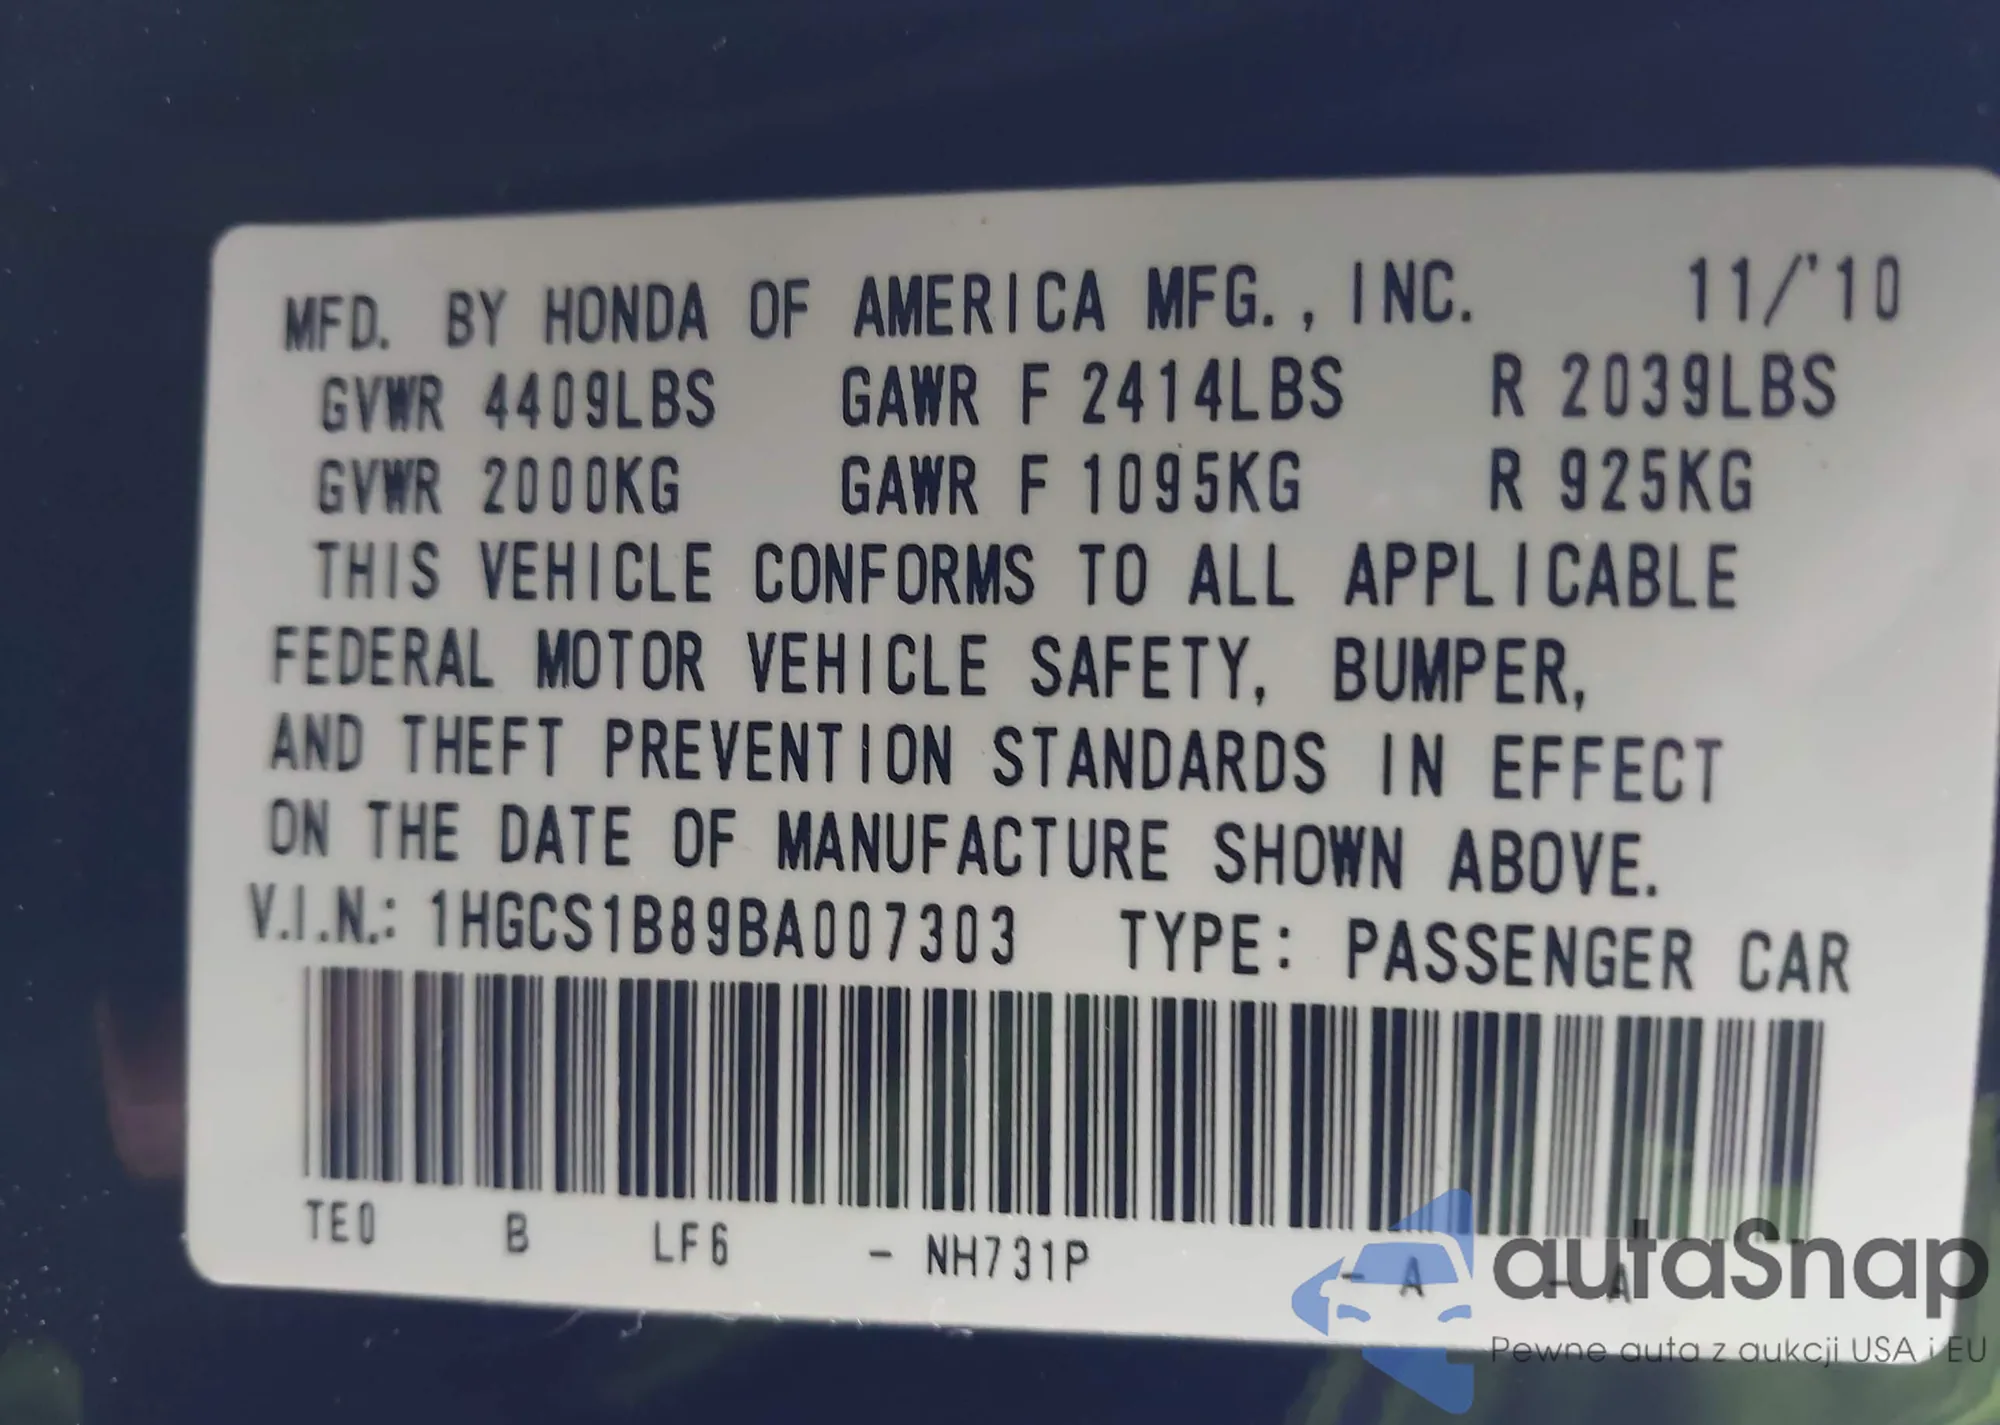 MFD. BY HONDA OF AMERICA MFG., INC. 11/'10
GVWR 4409LBS GAWR F 2414LBS R 2039LBS
GVWR 2000KG GAWR F 1095KG R 925KG
THIS VEHICLE CONFORMS TO ALL APPLICABLE
FEDERAL MOTOR VEHICLE SAFETY, BUMPER,
AND THEFT PREVENTION STANDARDS IN EFFECT
ON THE DATE OF MANUFACTURE SHOWN ABOVE.
V.I.N.: 1HGCS1B89BA007303 TYPE: PASSENGER CAR
TE0 B LF6 - NH731P - A - A
autaSnap
Pewne auta z aukcji USA i EU